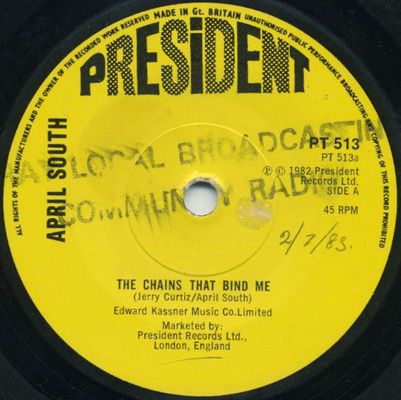 MADE IN Gt. BRITAIN
UNAUTHORISED PUBLIC PERFORMANCE BROADCASTING AND COPYING OF THIS RECORD PROHIBITED
ALL RIGHTS OF THE MANUFACTURERS AND THE OWNER OF THE RECORDED WORK RESERVED
PRESiDENT
APRIL SOUTH
LOCAL BROADCASTIN
COMMUNITY RADIO
PT 513
PT 513a
℗ © 1982 President
Records Ltd.
SIDE A
45 RPM
2/7/83.
THE CHAINS THAT BIND ME
(Jerry Curtiz/April South)
Edward Kassner Music Co.Limited
Marketed by:
President Records Ltd.,
London, England